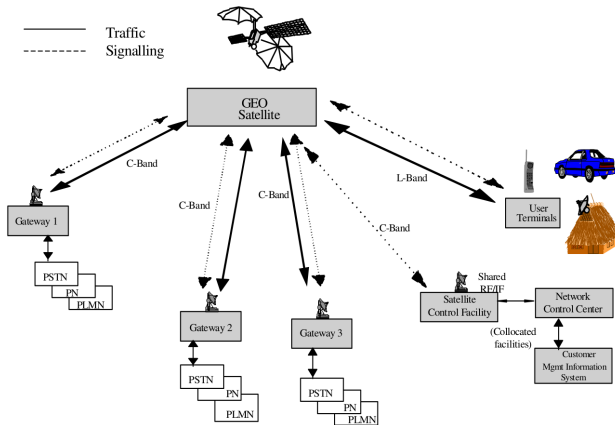 Traffic
Signalling
GEO
Satellite
C-Band
L-Band
C-Band
C-Band
C-Band
User
Terminals
Gateway 1
PSTN
PN
PLMN
Shared
RF/IF
Satellite
Control Facility
Network
Control Center
(Collocated
facilities)
Gateway 2
Gateway 3
Customer
Mgmt Information
System
PSTN
PN
PLMN
PSTN
PN
PLMN